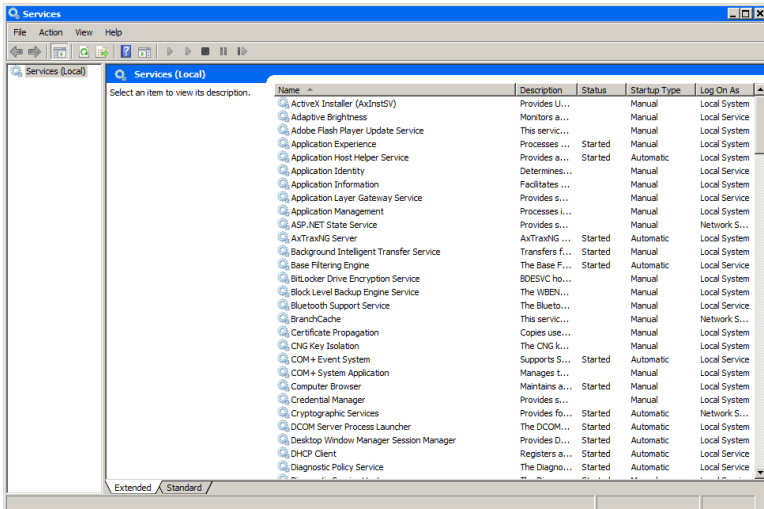 Services
File Action View Help
Services (Local)
Services (Local)
Select an item to view its description.
Name Description Status Startup Type Log On As
ActiveX Installer (AxInstSV) Provides U... Manual Local System
Adaptive Brightness Monitors a... Manual Local Service
Adobe Flash Player Update Service This servic... Manual Local System
Application Experience Processes ... Started Manual Local System
Application Host Helper Service Provides a... Started Automatic Local System
Application Identity Determines... Manual Local Service
Application Information Facilitates ... Manual Local System
Application Layer Gateway Service Provides s... Manual Local Service
Application Management Processes i... Manual Local System
ASP.NET State Service Provides s... Manual Network S...
AxTraxNG Server AxTraxNG ... Started Automatic Local System
Background Intelligent Transfer Service Transfers f... Started Manual Local System
Base Filtering Engine The Base F... Started Automatic Local Service
BitLocker Drive Encryption Service BDESVC ho... Manual Local System
Block Level Backup Engine Service The WBEN... Manual Local System
Bluetooth Support Service The Blueto... Manual Local Service
BranchCache This servic... Manual Network S...
Certificate Propagation Copies use... Manual Local System
CNG Key Isolation The CNG k... Manual Local System
COM+ Event System Supports S... Started Automatic Local Service
COM+ System Application Manages t... Manual Local System
Computer Browser Maintains a... Started Manual Local System
Credential Manager Provides s... Manual Local System
Cryptographic Services Provides fo... Started Automatic Network S...
DCOM Server Process Launcher The DCOM... Started Automatic Local System
Desktop Window Manager Session Manager Provides D... Started Automatic Local System
DHCP Client Registers a... Started Automatic Local Service
Diagnostic Policy Service The Diagno... Started Automatic Local Service
Extended Standard